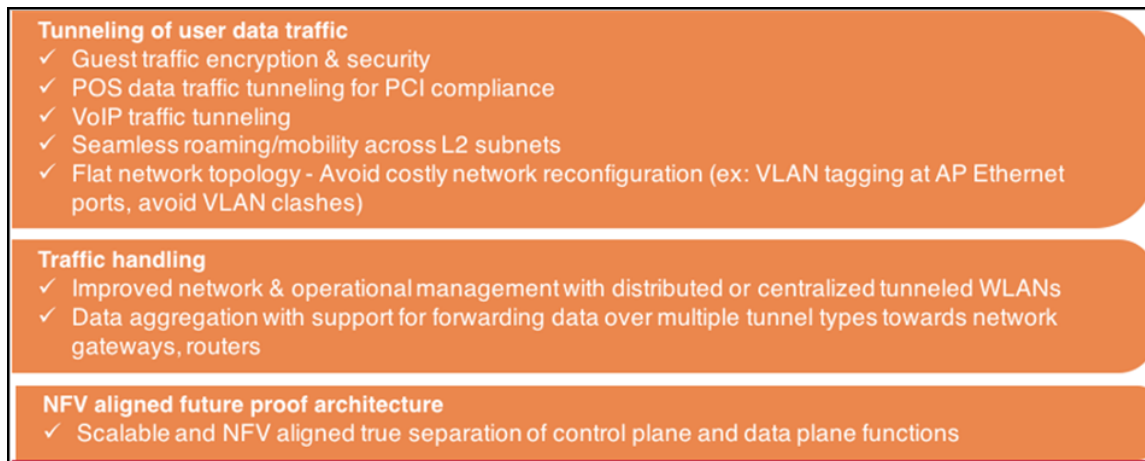 Tunneling of user data traffic
✓ Guest traffic encryption & security
✓ POS data traffic tunneling for PCI compliance
✓ VoIP traffic tunneling
✓ Seamless roaming/mobility across L2 subnets
✓ Flat network topology - Avoid costly network reconfiguration (ex: VLAN tagging at AP Ethernet
ports, avoid VLAN clashes)
Traffic handling
✓ Improved network & operational management with distributed or centralized tunneled WLANs
✓ Data aggregation with support for forwarding data over multiple tunnel types towards network
gateways, routers
NFV aligned future proof architecture
✓ Scalable and NFV aligned true separation of control plane and data plane functions